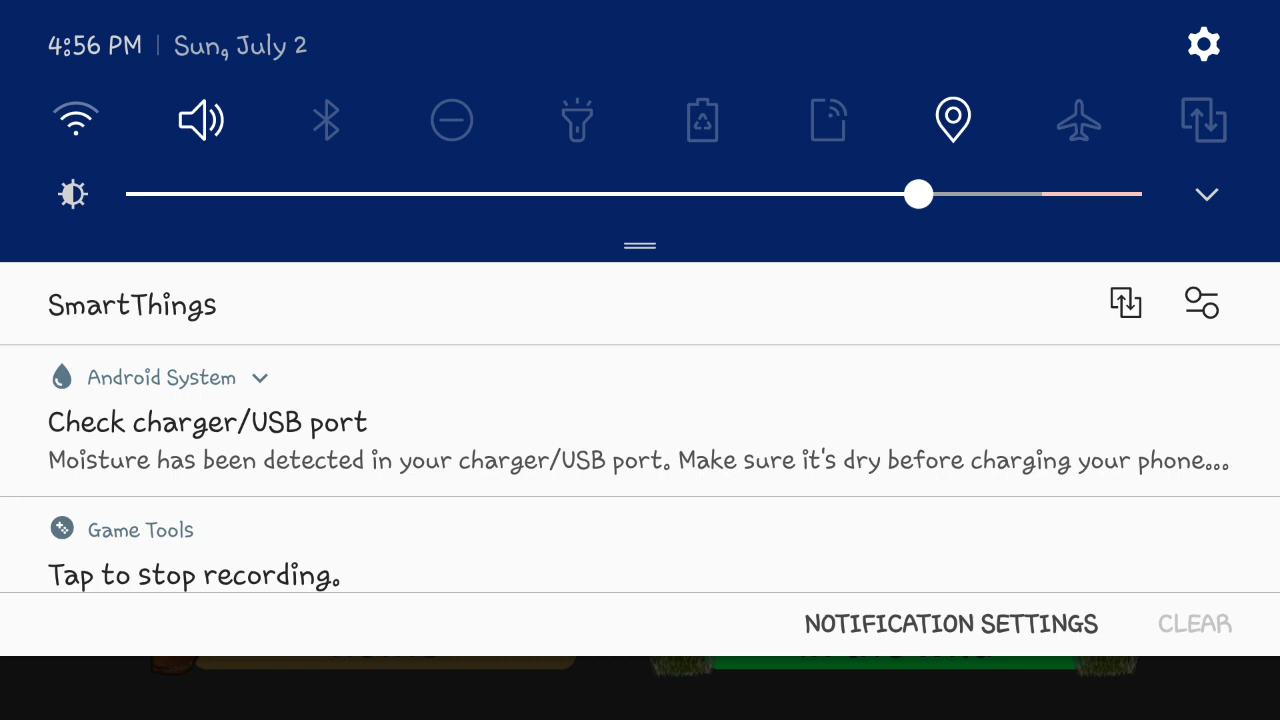 4:56 PM | Sun, July 2
SmartThings
Android System
Check charger/USB port
Moisture has been detected in your charger/USB port. Make sure it's dry before charging your phone...
Game Tools
Tap to stop recording.
NOTIFICATION SETTINGS CLEAR